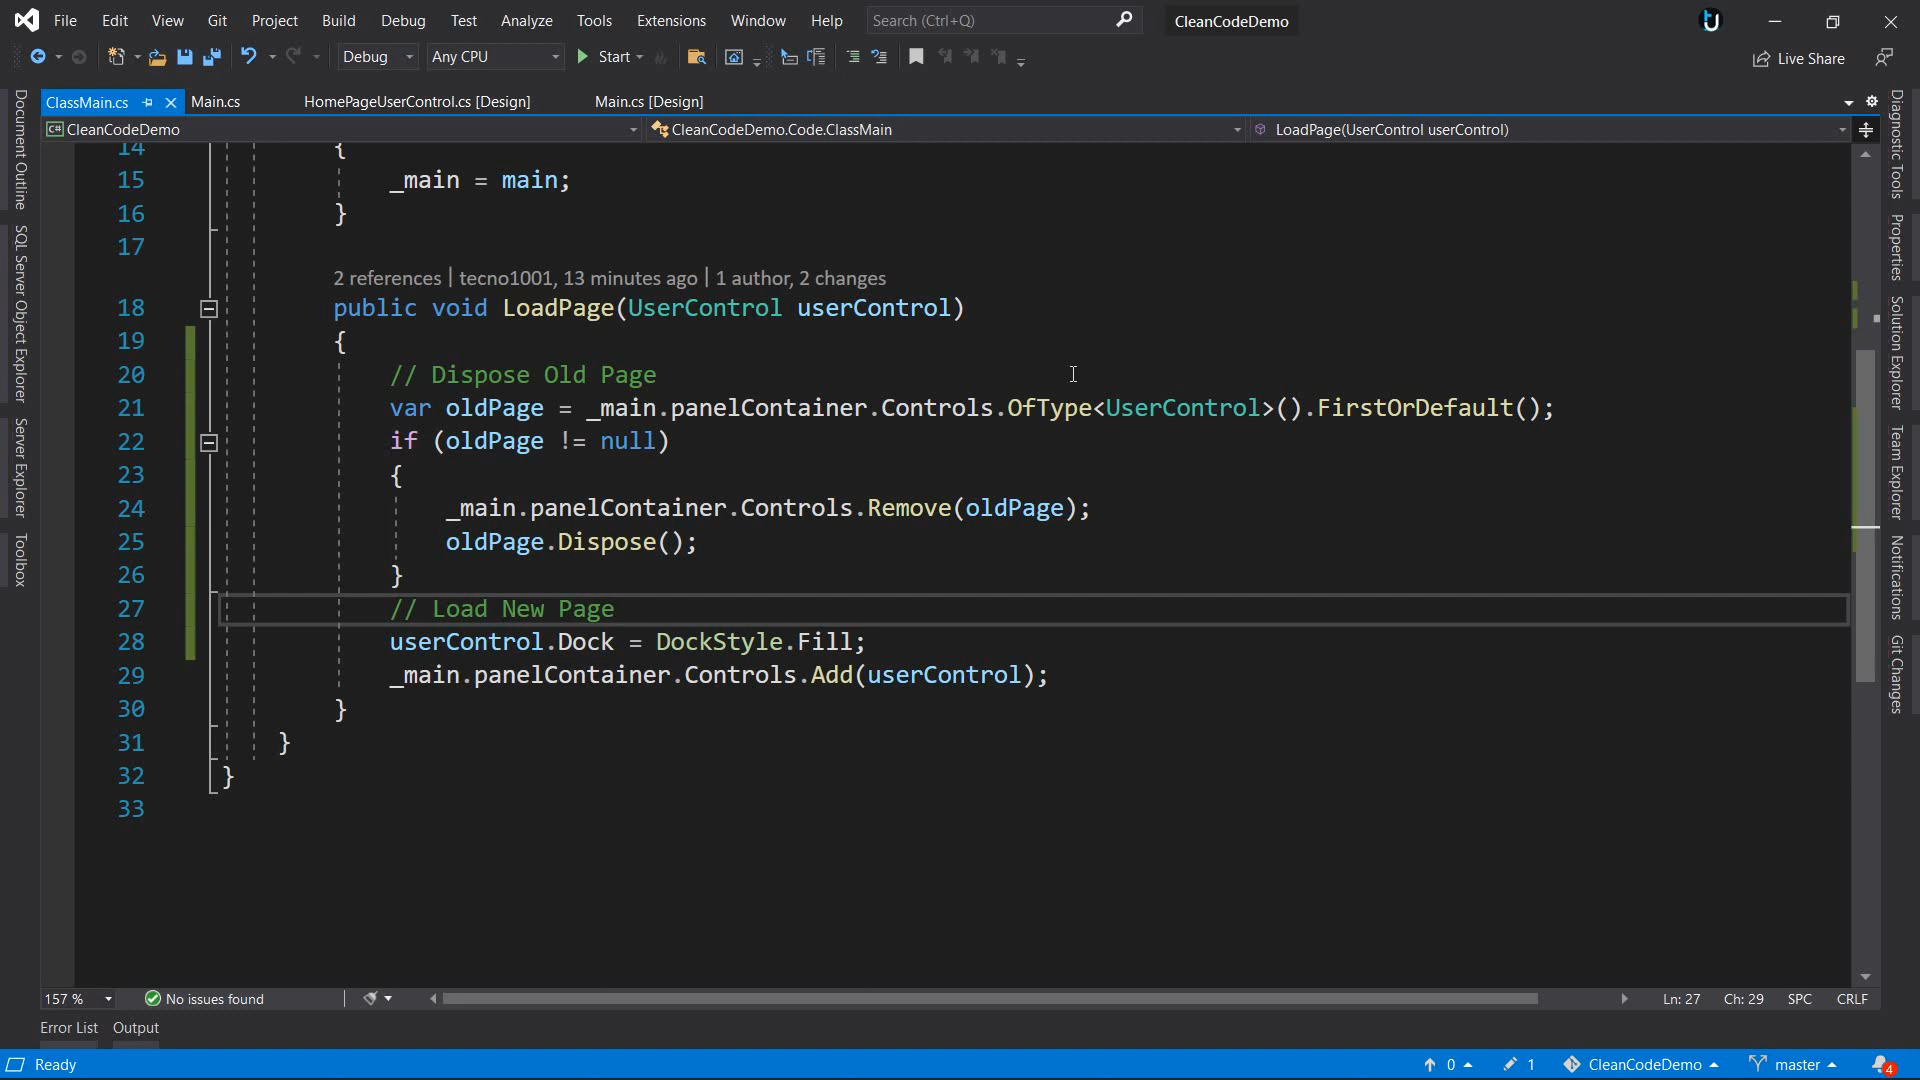 File Edit View Git Project Build Debug Test Analyze Tools Extensions Window Help Search (Ctrl+Q) CleanCodeDemo
Debug Any CPU Start Live Share
ClassMain.cs Main.cs HomePageUserControl.cs [Design] Main.cs [Design]
C# CleanCodeDemo CleanCodeDemo.Code.ClassMain LoadPage(UserControl userControl)
Document Outline
SQL Server Object Explorer
Server Explorer
Toolbox
14 {
15 _main = main;
16 }
17
2 references | tecno1001, 13 minutes ago | 1 author, 2 changes
18 public void LoadPage(UserControl userControl)
19 {
20 // Dispose Old Page
21 var oldPage = _main.panelContainer.Controls.OfType<UserControl>().FirstOrDefault();
22 if (oldPage != null)
23 {
24 _main.panelContainer.Controls.Remove(oldPage);
25 oldPage.Dispose();
26 }
27 // Load New Page
28 userControl.Dock = DockStyle.Fill;
29 _main.panelContainer.Controls.Add(userControl);
30 }
31 }
32 }
33
Diagnostic Tools
Properties
Solution Explorer
Team Explorer
Notifications
Git Changes
157 % No issues found Ln: 27 Ch: 29 SPC CRLF
Error List Output
Ready 0 1 CleanCodeDemo master 4